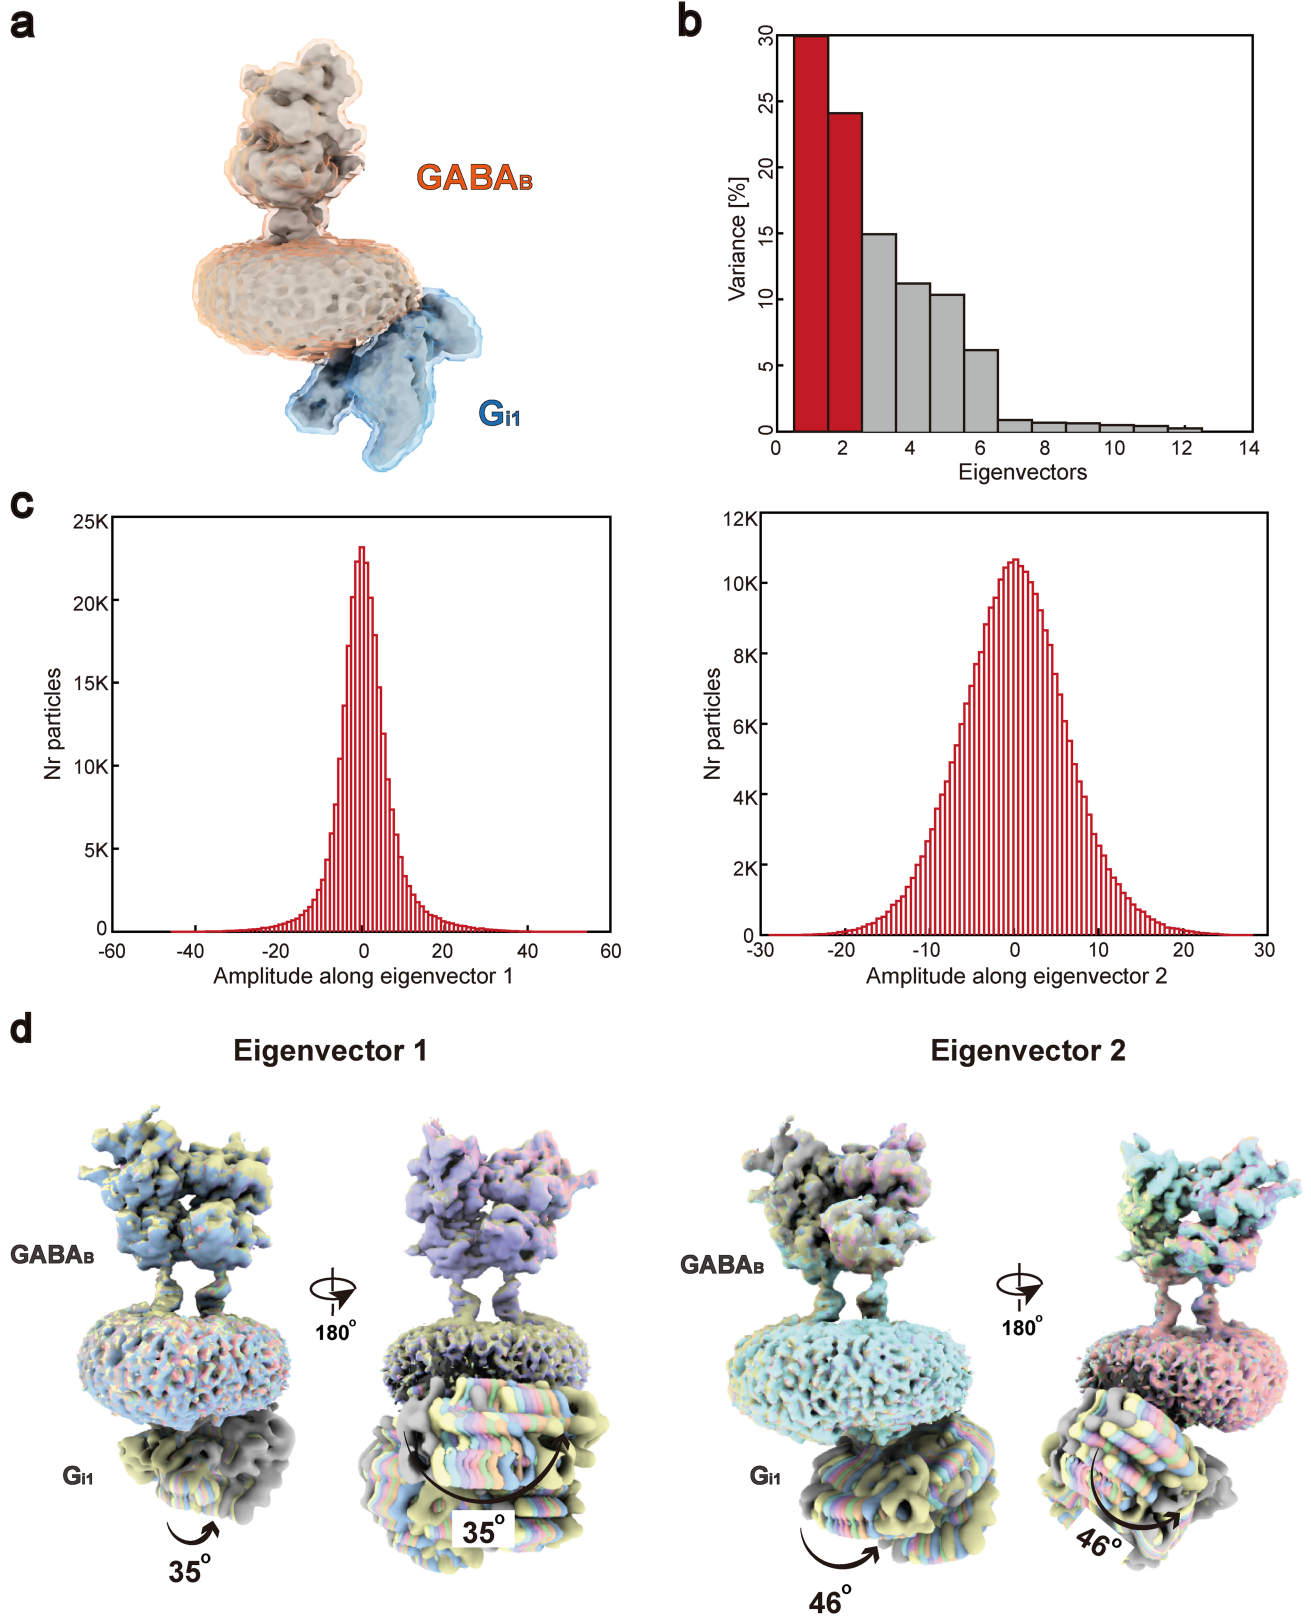 a
GABAB
Gi1
b
30
25
20
15
10
5
0
Variance [%]
0 2 4 6 8 10 12 14
Eigenvectors
c
25K
20K
15K
10K
5K
0
Nr particles
-60 -40 -20 0 20 40 60
Amplitude along eigenvector 1
12K
10K
8K
6K
4K
2K
0
Nr particles
-30 -20 -10 0 10 20 30
Amplitude along eigenvector 2
d
Eigenvector 1
GABAB
180°
Gi1
35°
35°
Eigenvector 2
GABAB
180°
Gi1
46°
46°